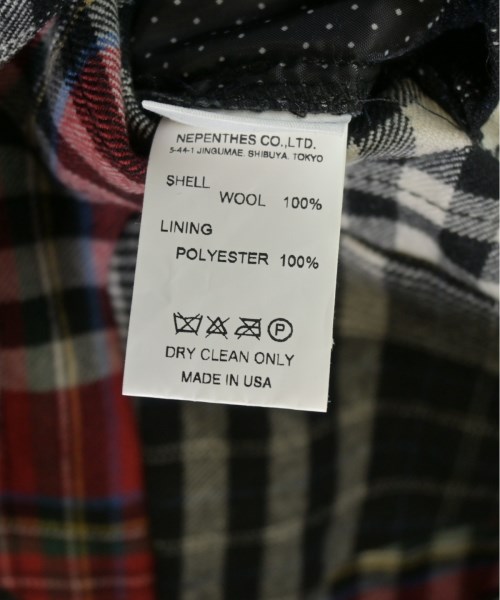 NEPENTHES CO.,LTD.
5-44-1 JINGUMAE. SHIBUYA. TOKYO
SHELL
WOOL 100%
LINING
POLYESTER 100%
P
DRY CLEAN ONLY
MADE IN USA